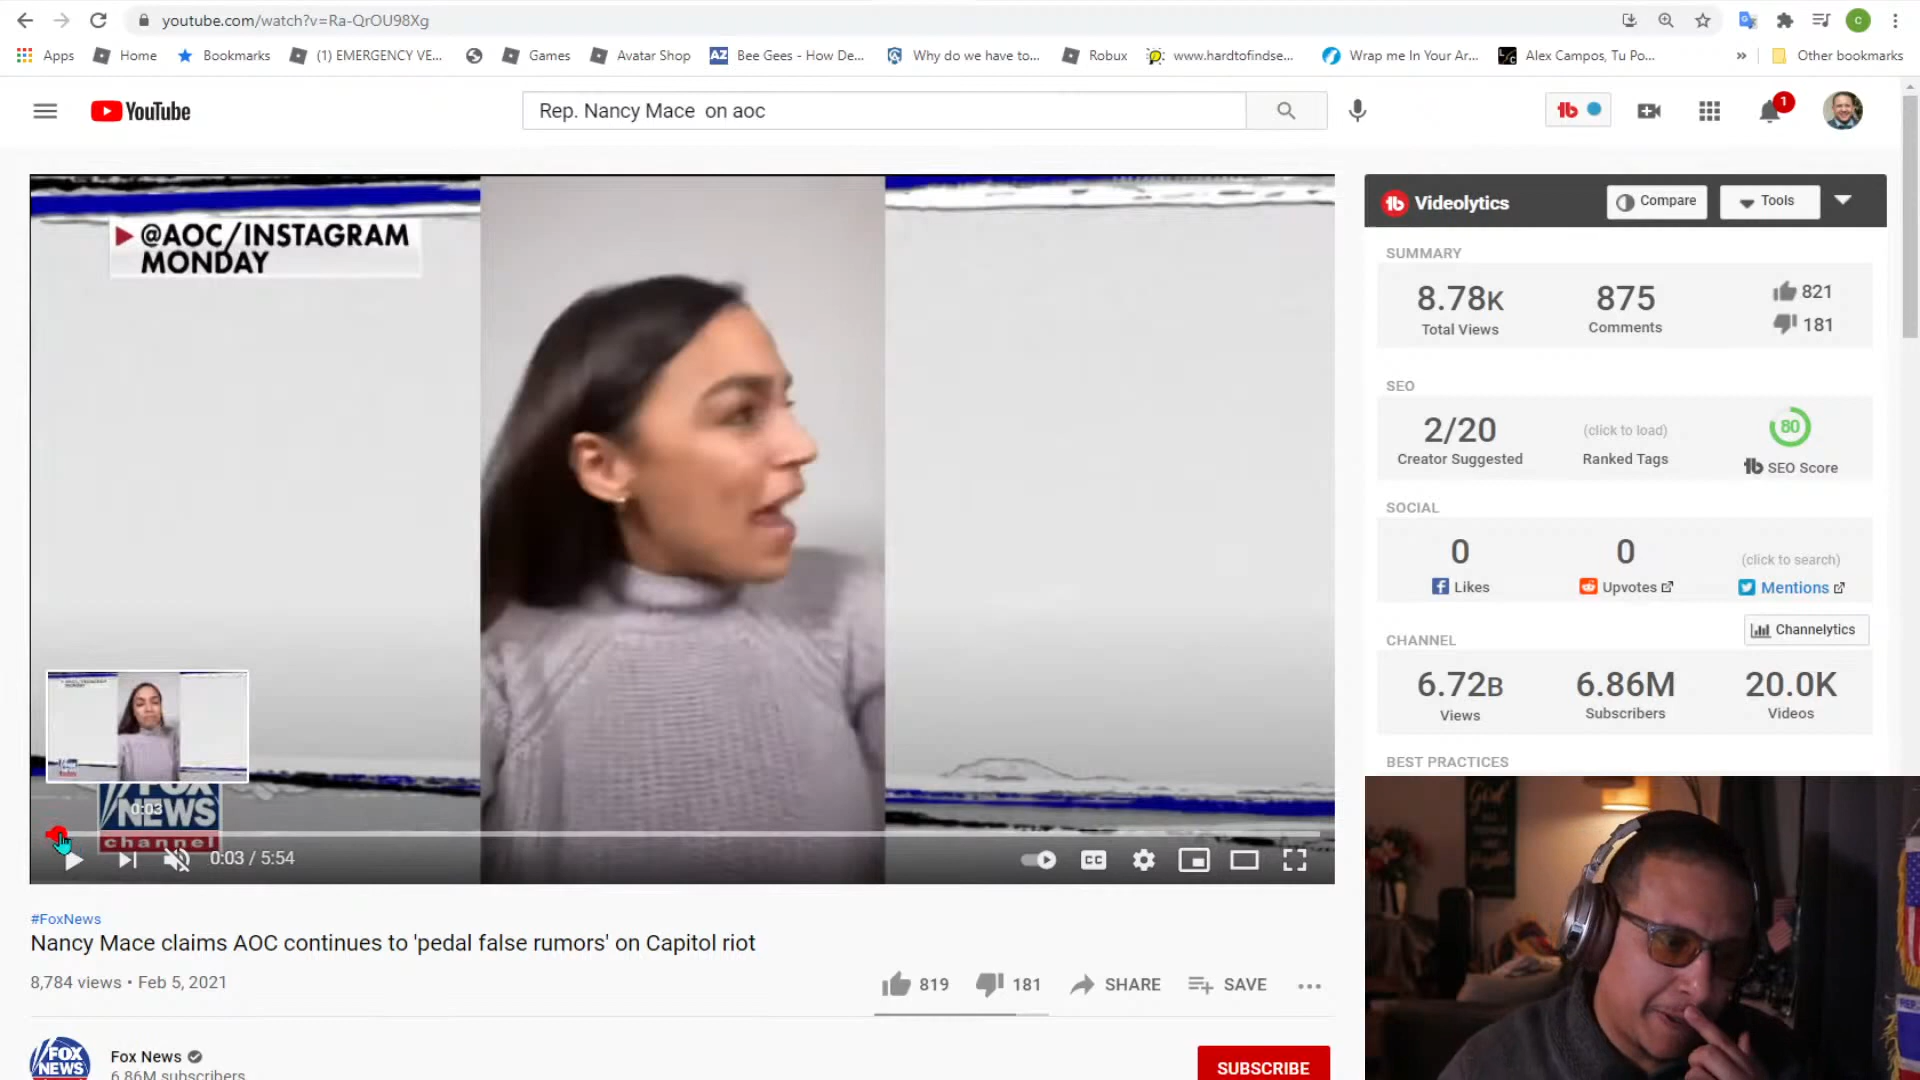 youtube.com/watch?v=Ra-QrOU98Xg
Apps
Home
Bookmarks
(1) EMERGENCY VE...
Games
Avatar Shop
AZ
Bee Gees - How De...
Why do we have to...
Robux
www.hardtofindse...
Wrap me In Your Ar...
Alex Campos, Tu Po...
»
Other bookmarks
YouTube
Rep. Nancy Mace on aoc
1
@AOC/INSTAGRAM
MONDAY
FOX
NEWS
channel
0:03
0:03 / 5:54
CC
#FoxNews
Nancy Mace claims AOC continues to 'pedal false rumors' on Capitol riot
8,784 views • Feb 5, 2021
819
181
SHARE
SAVE
FOX
NEWS
Fox News
6.86M subscribers
SUBSCRIBE
Videolytics
Compare
Tools
SUMMARY
8.78K
Total Views
875
Comments
821
181
SEO
2/20
Creator Suggested
(click to load)
Ranked Tags
80
SEO Score
SOCIAL
0
Likes
0
Upvotes
(click to search)
Mentions
CHANNEL
Channelytics
6.72B
Views
6.86M
Subscribers
20.0K
Videos
BEST PRACTICES